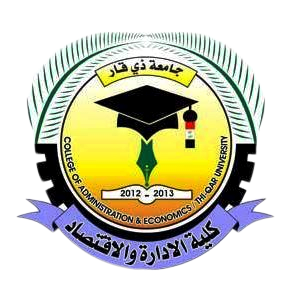 جامعة ذي قار
COLLEGE OF ADMINISTRATION & ECONOMICS / THI-QAR UNIVERSITY
2012 - 2013
كلية الادارة والاقتصاد